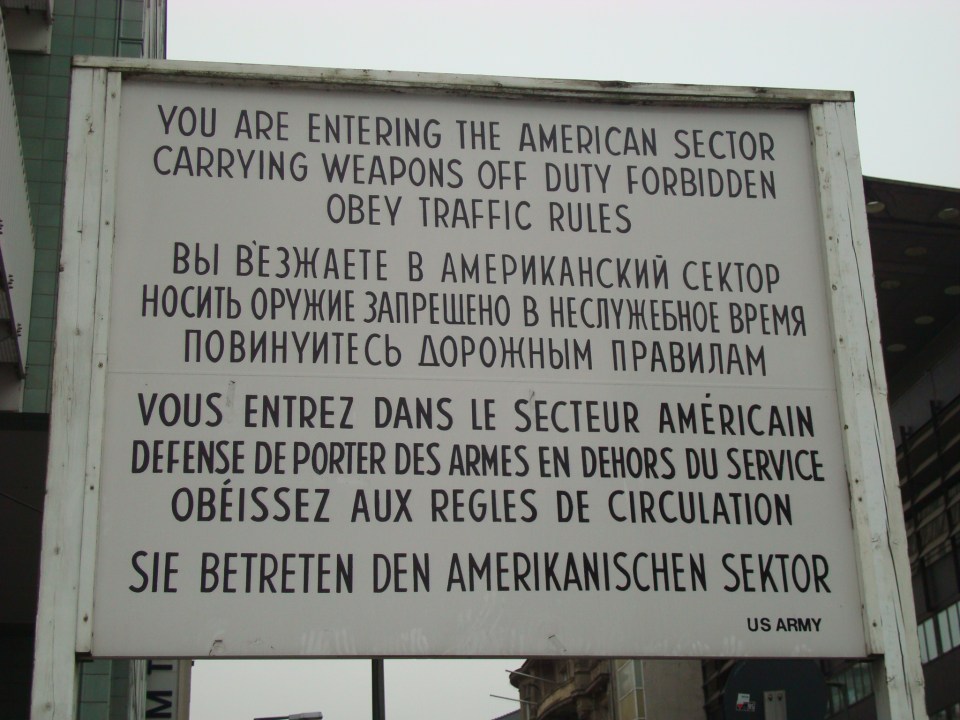 YOU ARE ENTERING THE AMERICAN SECTOR
CARRYING WEAPONS OFF DUTY FORBIDDEN
OBEY TRAFFIC RULES
ВЫ В'ЕЗЖАЕТЕ В АМЕРИКАНСКИЙ СЕКТОР
НОСИТЬ ОРУЖИЕ ЗАПРЕЩЕНО В НЕСЛУЖЕБНОЕ ВРЕМЯ
ПОВИНУИТЕСЬ ДОРОЖНЫМ ПРАВИЛАМ
VOUS ENTREZ DANS LE SECTEUR AMÉRICAIN
DEFENSE DE PORTER DES ARMES EN DEHORS DU SERVICE
OBÉISSEZ AUX REGLES DE CIRCULATION
SIE BETRETEN DEN AMERIKANISCHEN SEKTOR
US ARMY